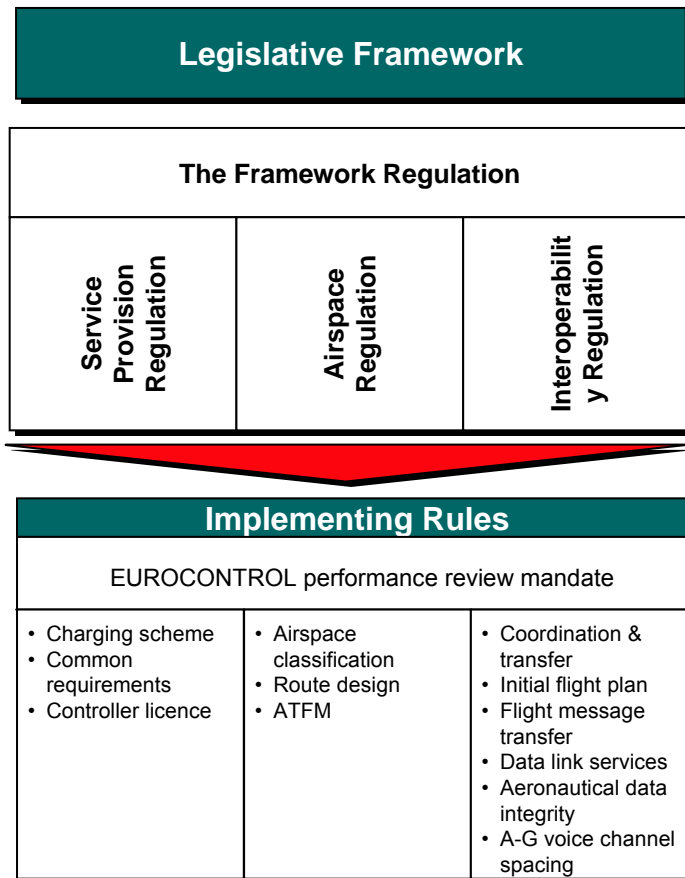 Legislative Framework
The Framework Regulation
Service
Provision
Regulation
Airspace
Regulation
Interoperabilit
y Regulation
Implementing Rules
EUROCONTROL performance review mandate
• Charging scheme
• Common
requirements
• Controller licence
• Airspace
classification
• Route design
• ATFM
• Coordination &
transfer
• Initial flight plan
• Flight message
transfer
• Data link services
• Aeronautical data
integrity
• A-G voice channel
spacing